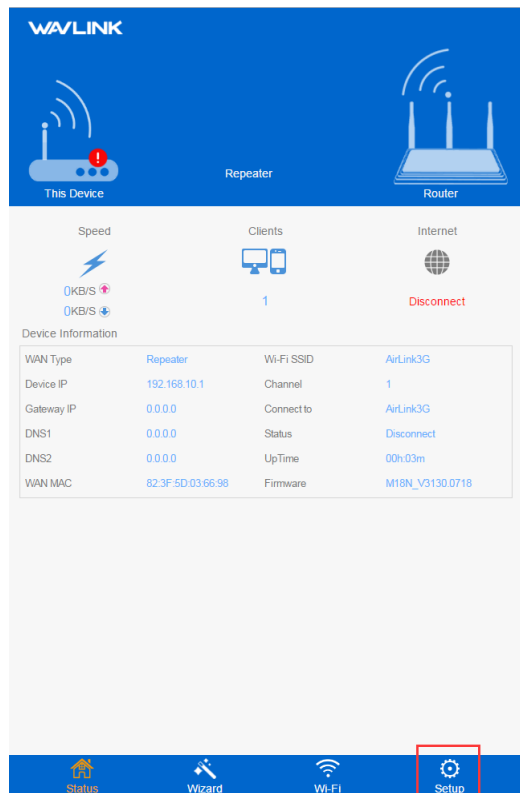 WAVLINK
!
Repeater
This Device
Router
Speed
Clients
Internet
0KB/S
0KB/S
1
Disconnect
Device Information
WAN Type Repeater Wi-Fi SSID AirLink3G
Device IP 192.168.10.1 Channel 1
Gateway IP 0.0.0.0 Connect to AirLink3G
DNS1 0.0.0.0 Status Disconnect
DNS2 0.0.0.0 UpTime 00h:03m
WAN MAC 82:3F:5D:03:66:98 Firmware M18N_V3130.0718
Status
Wizard
Wi-Fi
Setup